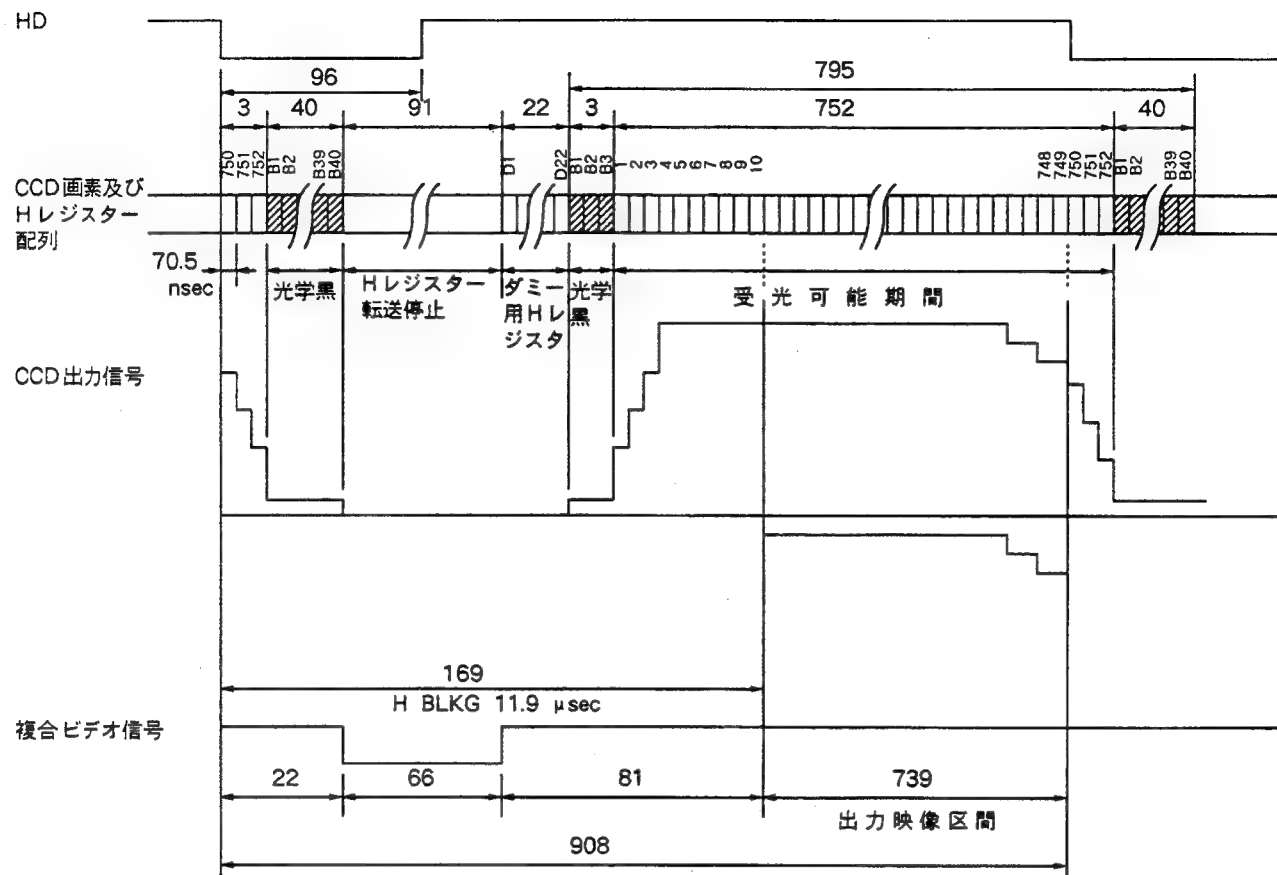 HD
96
795
3 40 91 22 3 752 40
750 751 752 B1 B2 B39 B40 D1 D22 B1 B2 B3 1 2 3 4 5 6 7 8 9 10 748 749 750 751 752 B1 B2 B39 B40
CCD画素及び
Hレジスター
配列
70.5
nsec
光学黒
Hレジスター
転送停止
ダミー
用Hレ
ジスタ
光学
黒
受光可能期間
CCD出力信号
169
H BLKG 11.9 μsec
複合ビデオ信号
22 66 81 739
出力映像区間
908